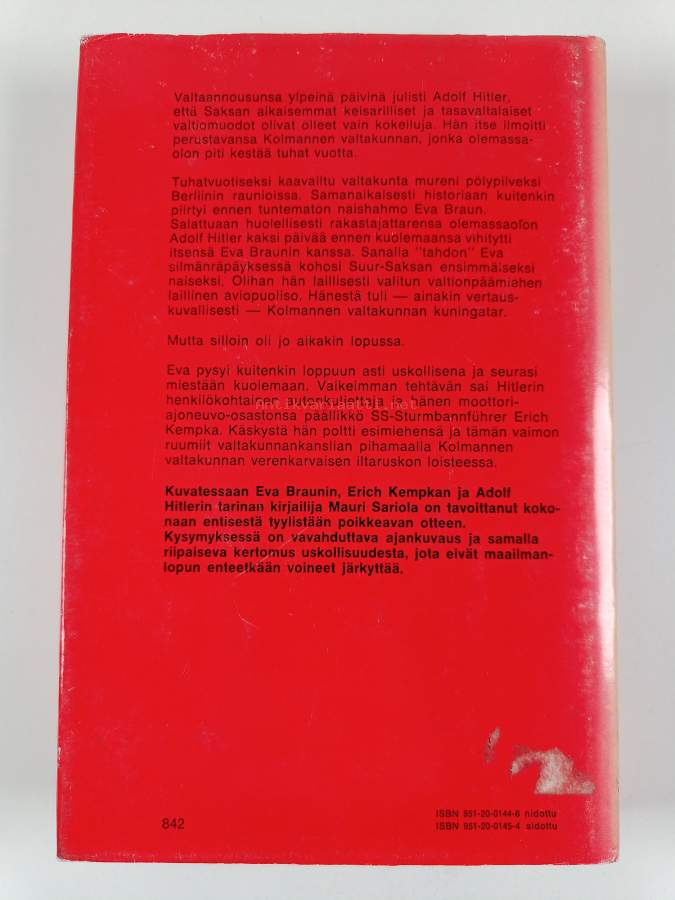 Valtaannousunsa ylpeinä päivinä julisti Adolf Hitler,
että Saksan aikaisemmat keisarilliset ja tasavaltalaiset
valtiomuodot olivat olleet vain kokeiluja. Hän itse ilmoitti
perustavansa Kolmannen valtakunnan, jonka olemassa-
olon piti kestää tuhat vuotta.
Tuhatvuotiseksi kaavailtu valtakunta mureni pölypilveksi
Berliinin raunioissa. Samanaikaisesti historiaan kuitenkin
piirtyi ennen tuntematon naishahmo Eva Braun.
Salattuaan huolellisesti rakastajattarensa olemassaolon
Adolf Hitler kaksi päivää ennen kuolemaansa vihitytti
itsensä Eva Braunin kanssa. Sanalla "tahdon" Eva
silmänräpäyksessä kohosi Suur-Saksan ensimmäiseksi
naiseksi. Olihan hän laillisesti valitun valtionpäämiehen
laillinen aviopuoliso. Hänestä tuli — ainakin vertaus-
kuvallisesti — Kolmannen valtakunnan kuningatar.
Mutta silloin oli jo aikakin lopussa.
Eva pysyi kuitenkin loppuun asti uskollisena ja seurasi
miestään kuolemaan. Vaikeimman tehtävän sai Hitlerin
henkilökohtainen autonkuljettaja ja hänen moottori-
ajoneuvo-osastonsa päällikkö SS-Sturmbannführer Erich
Kempka. Käskystä hän poltti esimiehensä ja tämän vaimon
ruumiit valtakunnankanslian pihamaalla Kolmannen
valtakunnan verenkarvaisen iltaruskon loisteessa.
Kuvatessaan Eva Braunin, Erich Kempkan ja Adolf
Hitlerin tarinan kirjailija Mauri Sariola on tavoittanut koko-
naan entisestä tyylistään poikkeavan otteen.
Kysymyksessä on vavahduttava ajankuvaus ja samalla
riipaiseva kertomus uskollisuudesta, jota eivät maailman-
lopun enteetkään voineet järkyttää.
Antikvariaatti.net
842
ISBN 951-20-0144-6 nidottu
ISBN 951-20-0145-4 sidottu